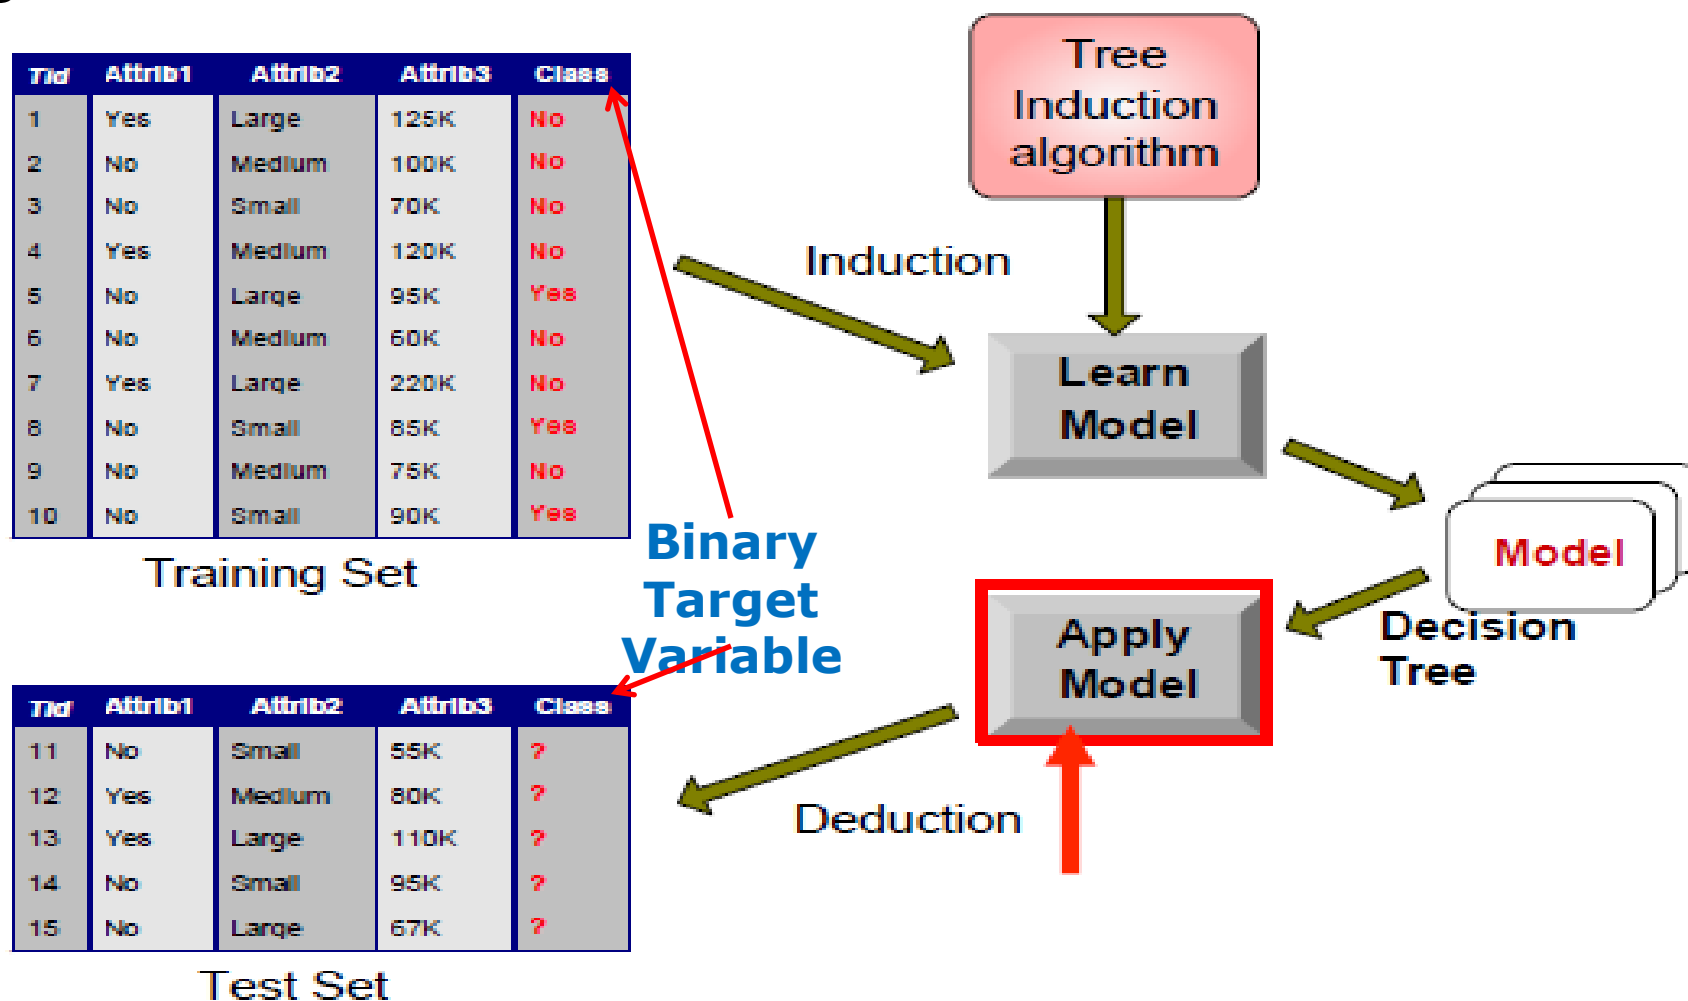 Tid Attrib1 Attrib2 Attrib3 Class
1 Yes Large 125K No
2 No Medium 100K No
3 No Small 70K No
4 Yes Medium 120K No
5 No Large 95K Yes
6 No Medium 60K No
7 Yes Large 220K No
8 No Small 85K Yes
9 No Medium 75K No
10 No Small 90K Yes
Training Set
Tree
Induction
algorithm
Induction
Learn
Model
Model
Decision
Tree
Binary
Target
Variable
Apply
Model
Deduction
Tid Attrib1 Attrib2 Attrib3 Class
11 No Small 55K ?
12 Yes Medium 80K ?
13 Yes Large 110K ?
14 No Small 95K ?
15 No Large 67K ?
Test Set